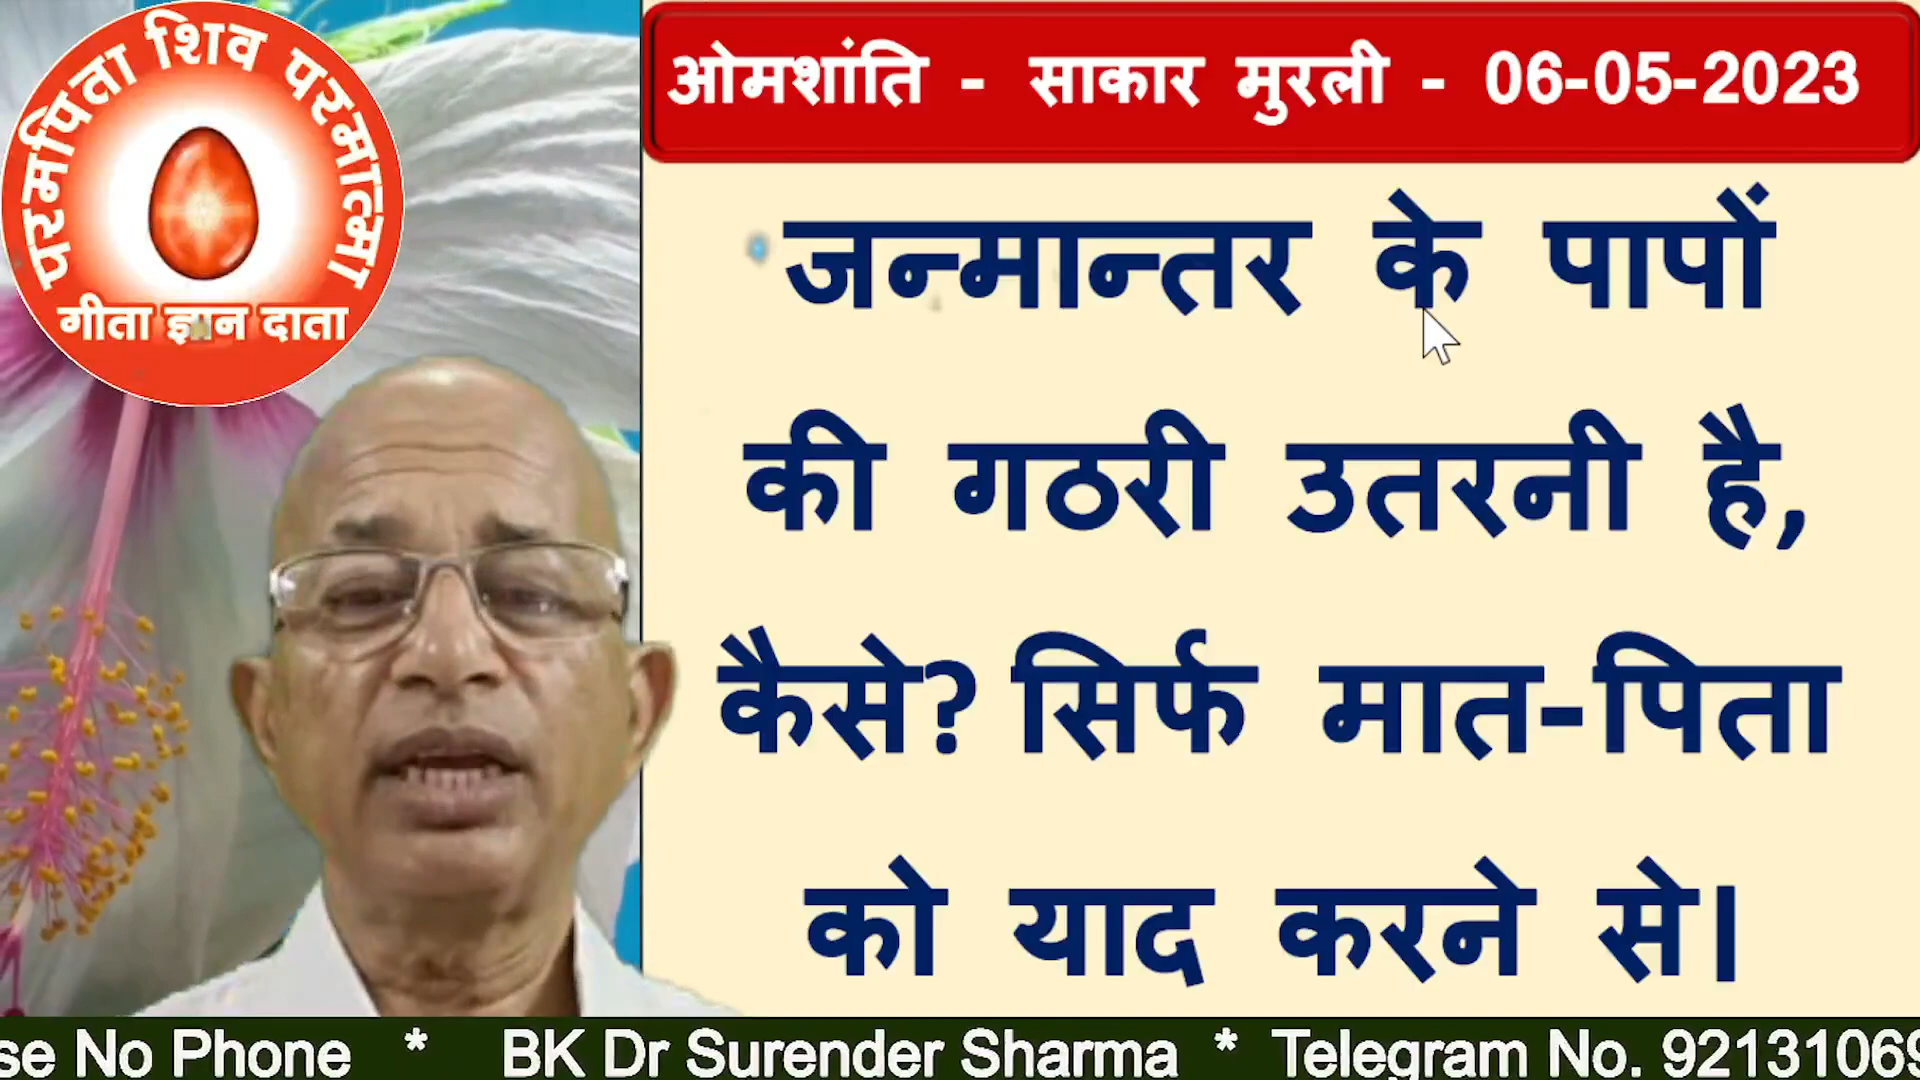 परमपिता शिव परमात्मा
गीता ज्ञान दाता
ओमशांति - साकार मुरली - 06-05-2023
जन्मान्तर के पापों
की गठरी उतरनी है,
कैसे? सिर्फ मात-पिता
को याद करने से।
se No Phone * BK Dr Surender Sharma * Telegram No. 92131069